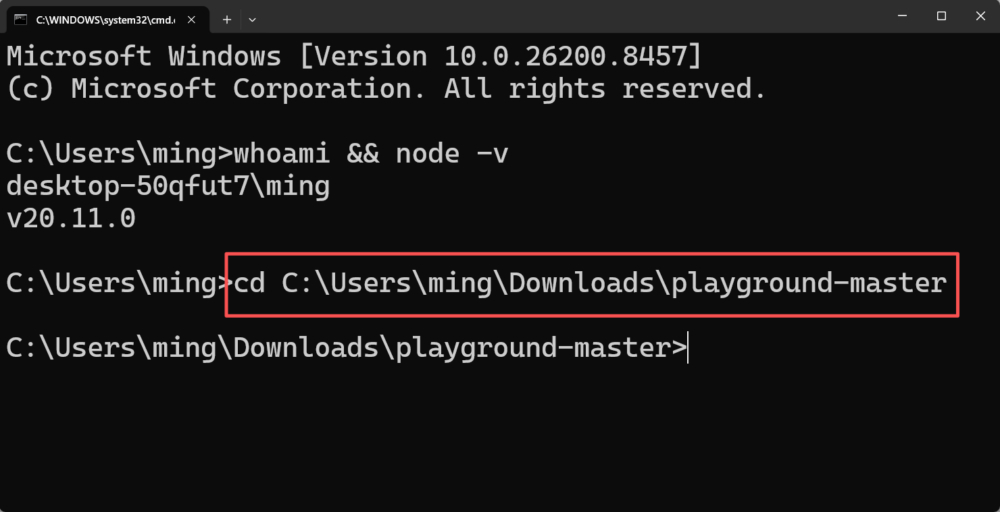 C:\WINDOWS\system32\cmd.e
Microsoft Windows [Version 10.0.26200.8457]
(c) Microsoft Corporation. All rights reserved.
C:\Users\ming>whoami && node -v
desktop-50qfut7\ming
v20.11.0
C:\Users\ming>cd C:\Users\ming\Downloads\playground-master
C:\Users\ming\Downloads\playground-master>